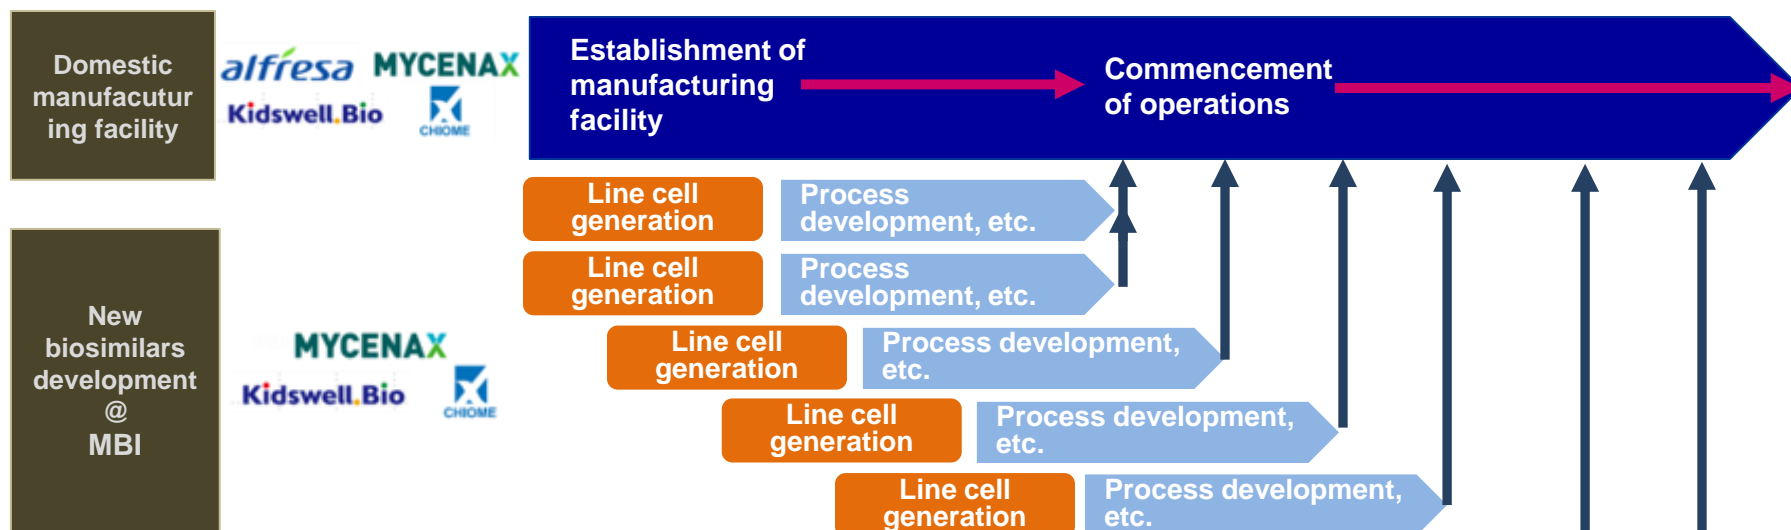 Domestic
manufacutur
ing facility
alfresa
MYCENAX
Kidswell.Bio
CHIOME
Establishment of
manufacturing
facility
Commencement
of operations
Line cell
generation
Process
development, etc.
Line cell
generation
Process
development, etc.
New
biosimilars
development
@
MBI
MYCENAX
Kidswell.Bio
CHIOME
Line cell
generation
Process development,
etc.
Line cell
generation
Process development,
etc.
Line cell
generation
Process development,
etc.